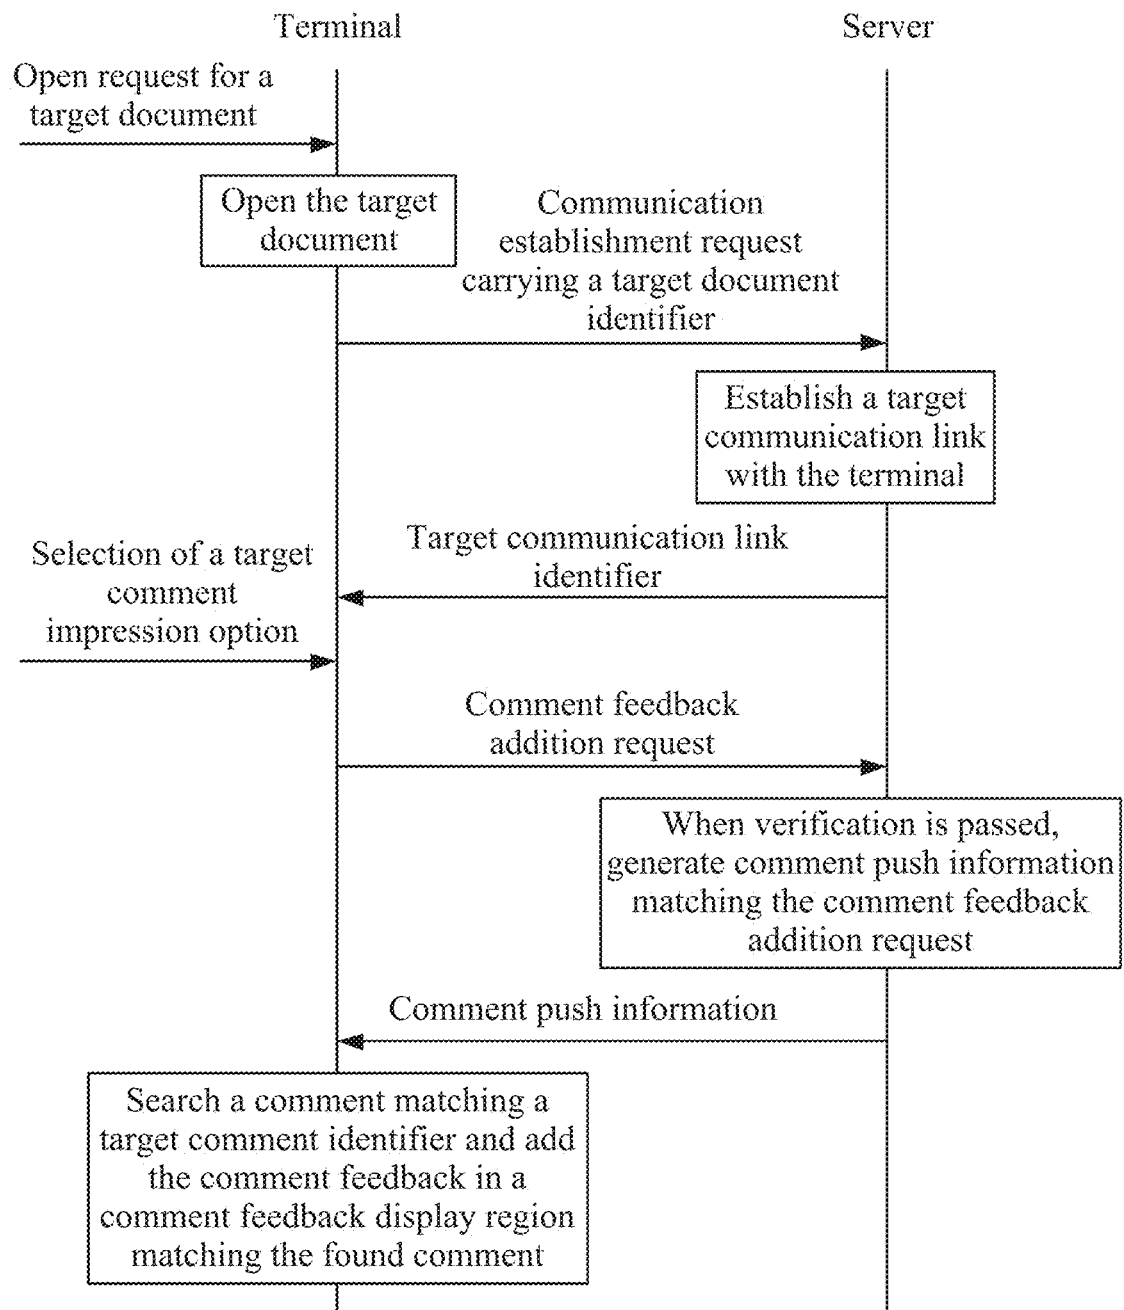 Terminal
Server
Open request for a
target document
Open the target
document
Communication
establishment request
carrying a target document
identifier
Establish a target
communication link
with the terminal
Target communication link
identifier
Selection of a target
comment
impression option
Comment feedback
addition request
When verification is passed,
generate comment push information
matching the comment feedback
addition request
Comment push information
Search a comment matching a
target comment identifier and add
the comment feedback in a
comment feedback display region
matching the found comment